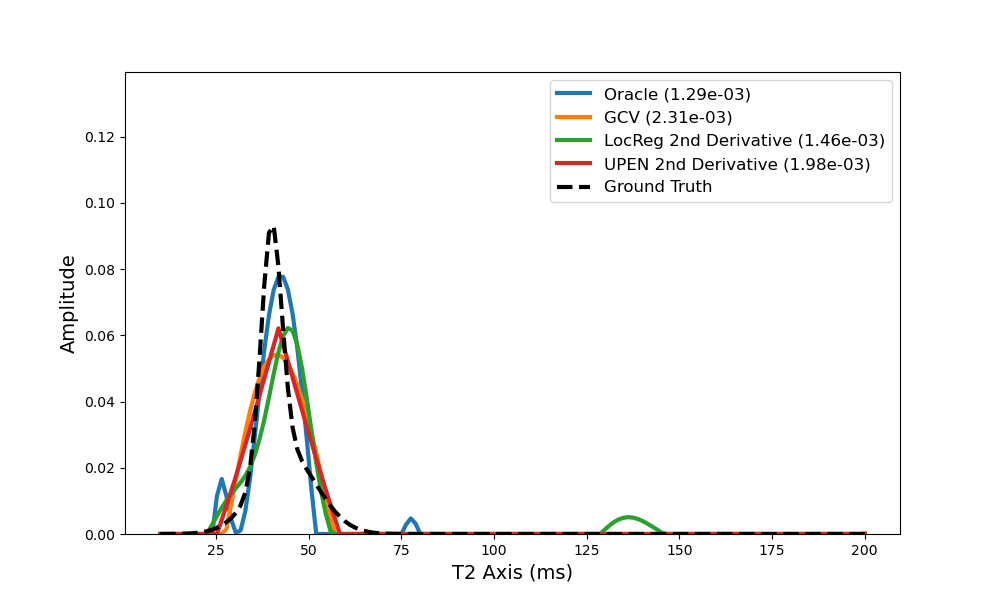 Oracle (1.29e-03)
GCV (2.31e-03)
LocReg 2nd Derivative (1.46e-03)
UPEN 2nd Derivative (1.98e-03)
Ground Truth
Amplitude
0.12
0.10
0.08
0.06
0.04
0.02
0.00
25 50 75 100 125 150 175 200
T2 Axis (ms)